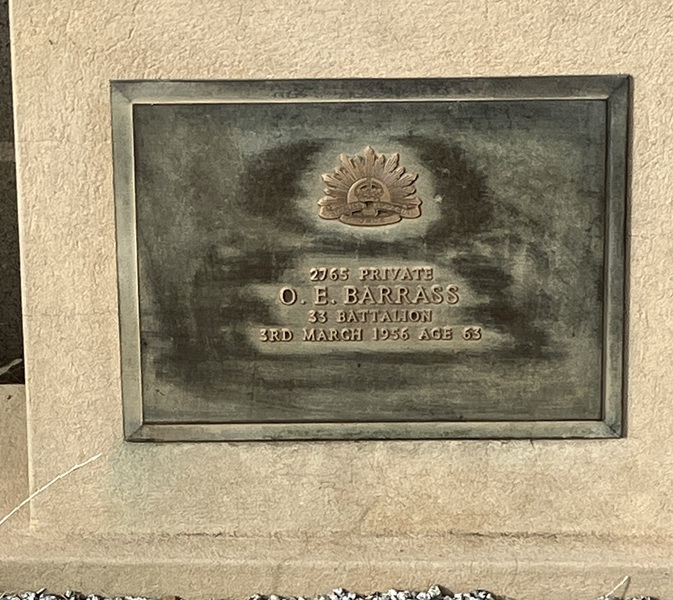 2765 PRIVATE
O. E. BARRASS
33 BATTALION
3RD MARCH 1956 AGE 63